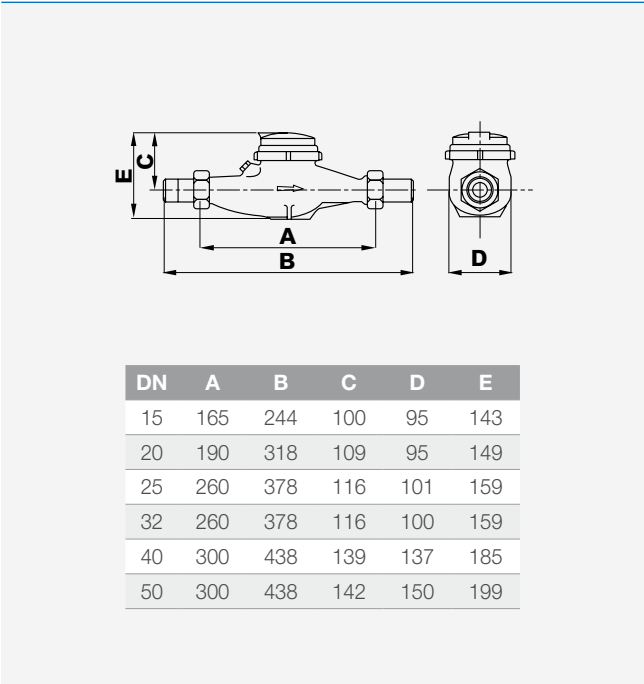 E
C
A
B
D
DN A B C D E
15 165 244 100 95 143
20 190 318 109 95 149
25 260 378 116 101 159
32 260 378 116 100 159
40 300 438 139 137 185
50 300 438 142 150 199